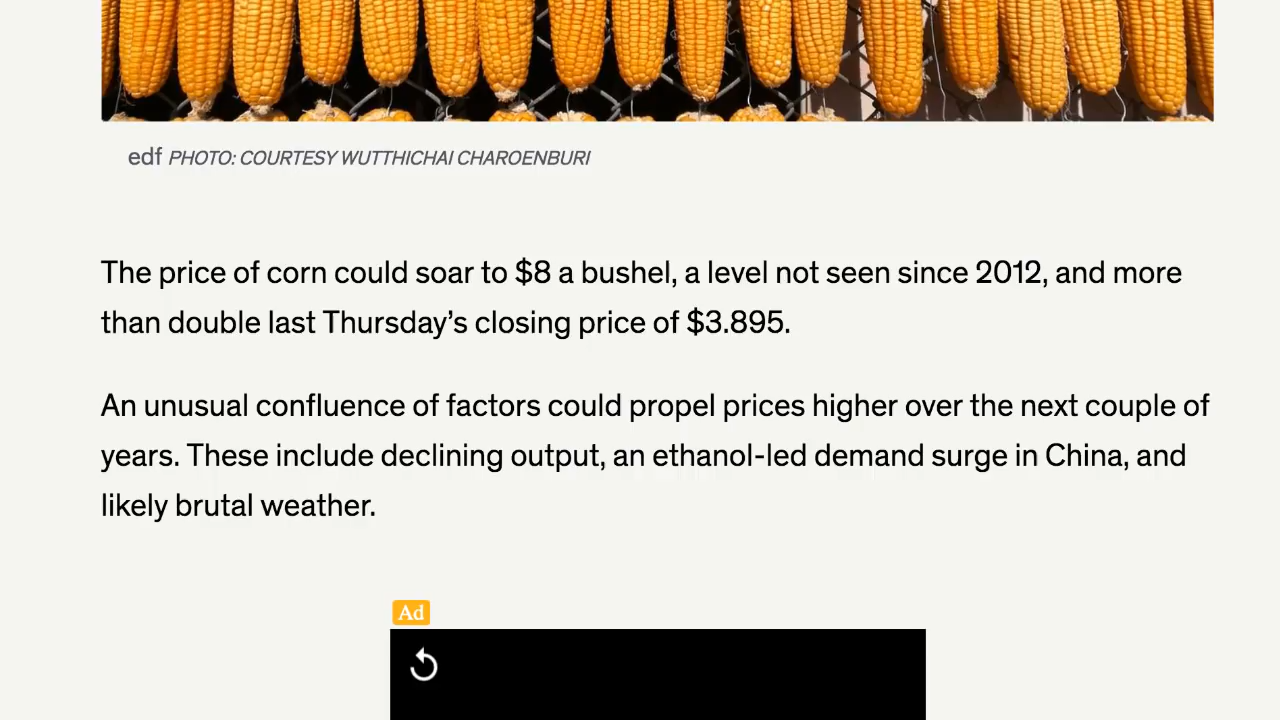 edf PHOTO: COURTESY WUTTHICHAI CHAROENBURI
The price of corn could soar to $8 a bushel, a level not seen since 2012, and more
than double last Thursday’s closing price of $3.895.
An unusual confluence of factors could propel prices higher over the next couple of
years. These include declining output, an ethanol-led demand surge in China, and
likely brutal weather.
Ad